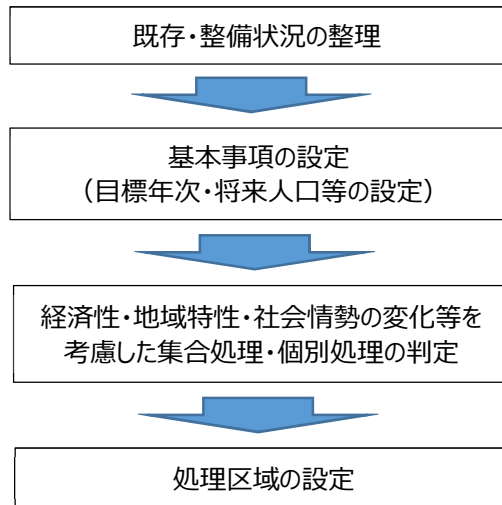 既存・整備状況の整理
基本事項の設定
（目標年次・将来人口等の設定）
経済性・地域特性・社会情勢の変化等を
考慮した集合処理・個別処理の判定
処理区域の設定